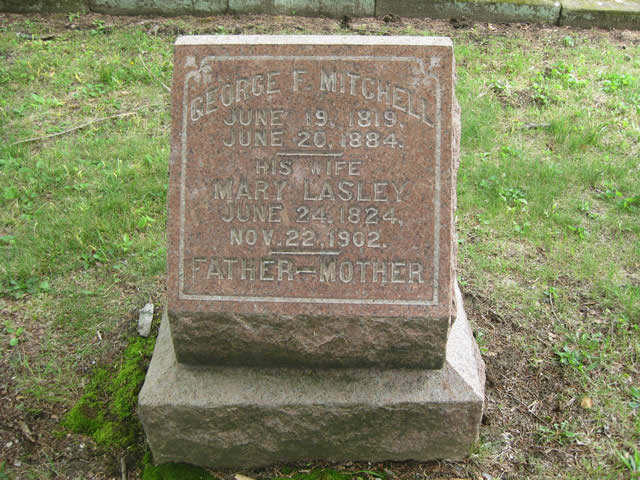 GEORGE F. MITCHELL
JUNE 19, 1819.
JUNE 20, 1884.
HIS WIFE
MARY LASLEY
JUNE 24, 1824.
NOV. 22, 1902.
FATHER—MOTHER